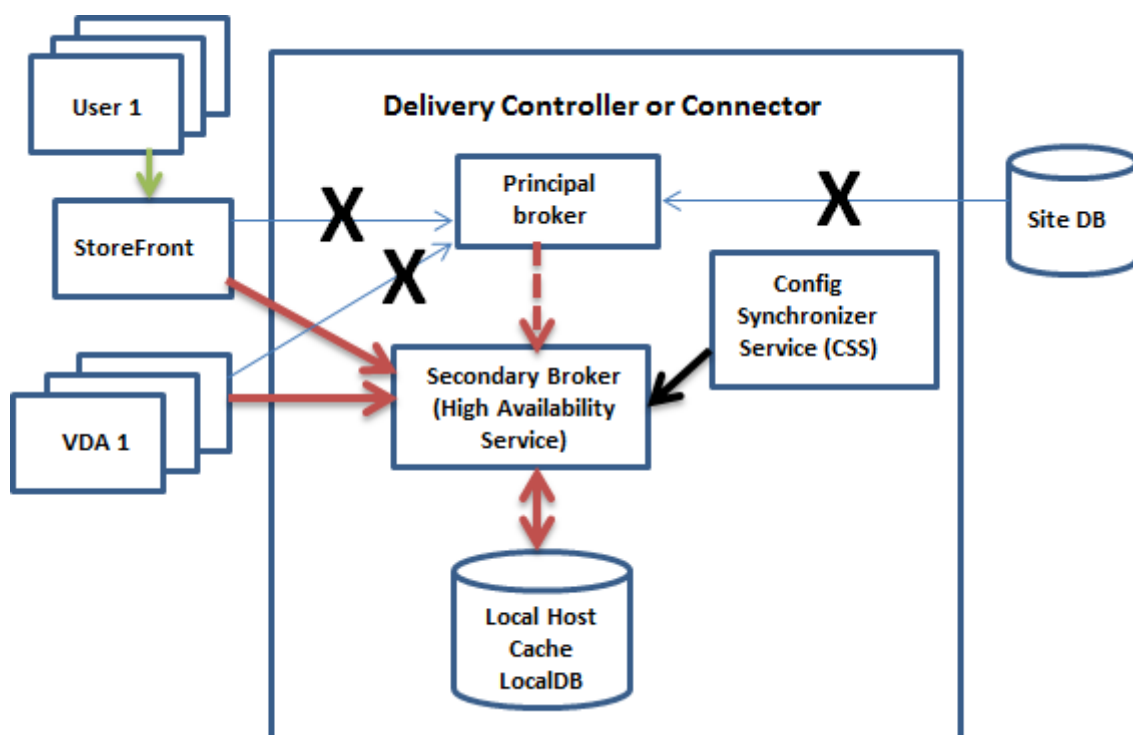 User 1
Delivery Controller or Connector
Principal
broker
X
X
Site DB
StoreFront
X
Config
Synchronizer
Service (CSS)
Secondary Broker
(High Availability
Service)
VDA 1
Local Host
Cache
LocalDB